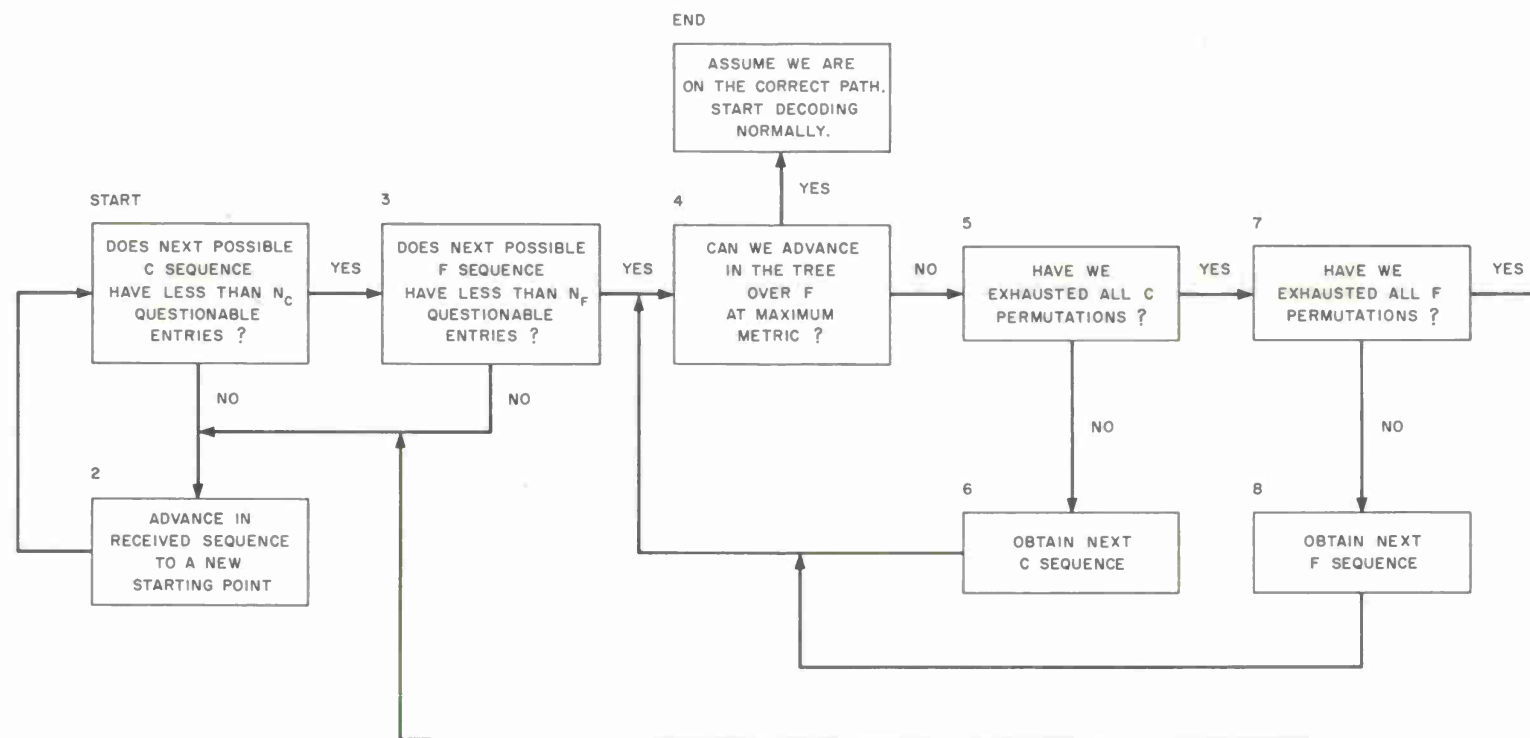 END
ASSUME WE ARE
ON THE CORRECT PATH.
START DECODING
NORMALLY.
YES
START
DOES NEXT POSSIBLE
C SEQUENCE
HAVE LESS THAN N_C
QUESTIONABLE
ENTRIES ?
YES
NO
3
DOES NEXT POSSIBLE
F SEQUENCE
HAVE LESS THAN N_F
QUESTIONABLE
ENTRIES ?
YES
NO
4
CAN WE ADVANCE
IN THE TREE
OVER F
AT MAXIMUM
METRIC ?
NO
5
HAVE WE
EXHAUSTED ALL C
PERMUTATIONS ?
YES
NO
7
HAVE WE
EXHAUSTED ALL F
PERMUTATIONS ?
YES
NO
2
ADVANCE IN
RECEIVED SEQUENCE
TO A NEW
STARTING POINT
6
OBTAIN NEXT
C SEQUENCE
8
OBTAIN NEXT
F SEQUENCE